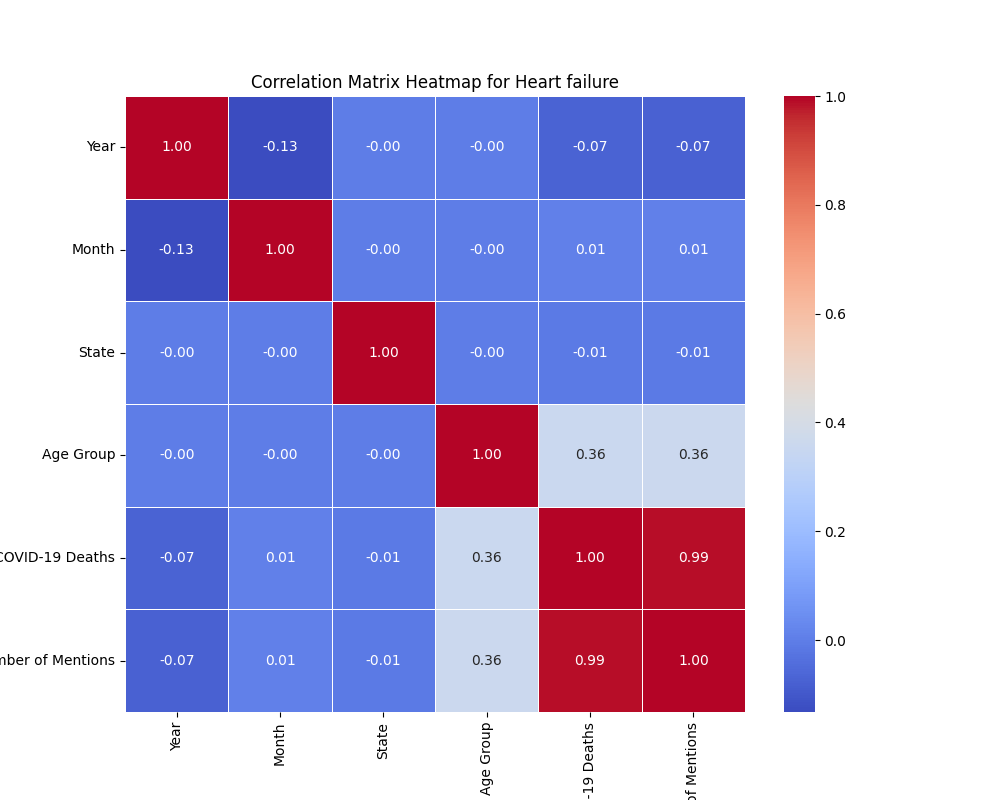 Correlation Matrix Heatmap for Heart failure
Year 1.00 -0.13 -0.00 -0.00 -0.07 -0.07
Month -0.13 1.00 -0.00 -0.00 0.01 0.01
State -0.00 -0.00 1.00 -0.00 -0.01 -0.01
Age Group -0.00 -0.00 -0.00 1.00 0.36 0.36
COVID-19 Deaths -0.07 0.01 -0.01 0.36 1.00 0.99
mber of Mentions -0.07 0.01 -0.01 0.36 0.99 1.00
Year
Month
State
Age Group
-19 Deaths
of Mentions
1.0
0.8
0.6
0.4
0.2
0.0